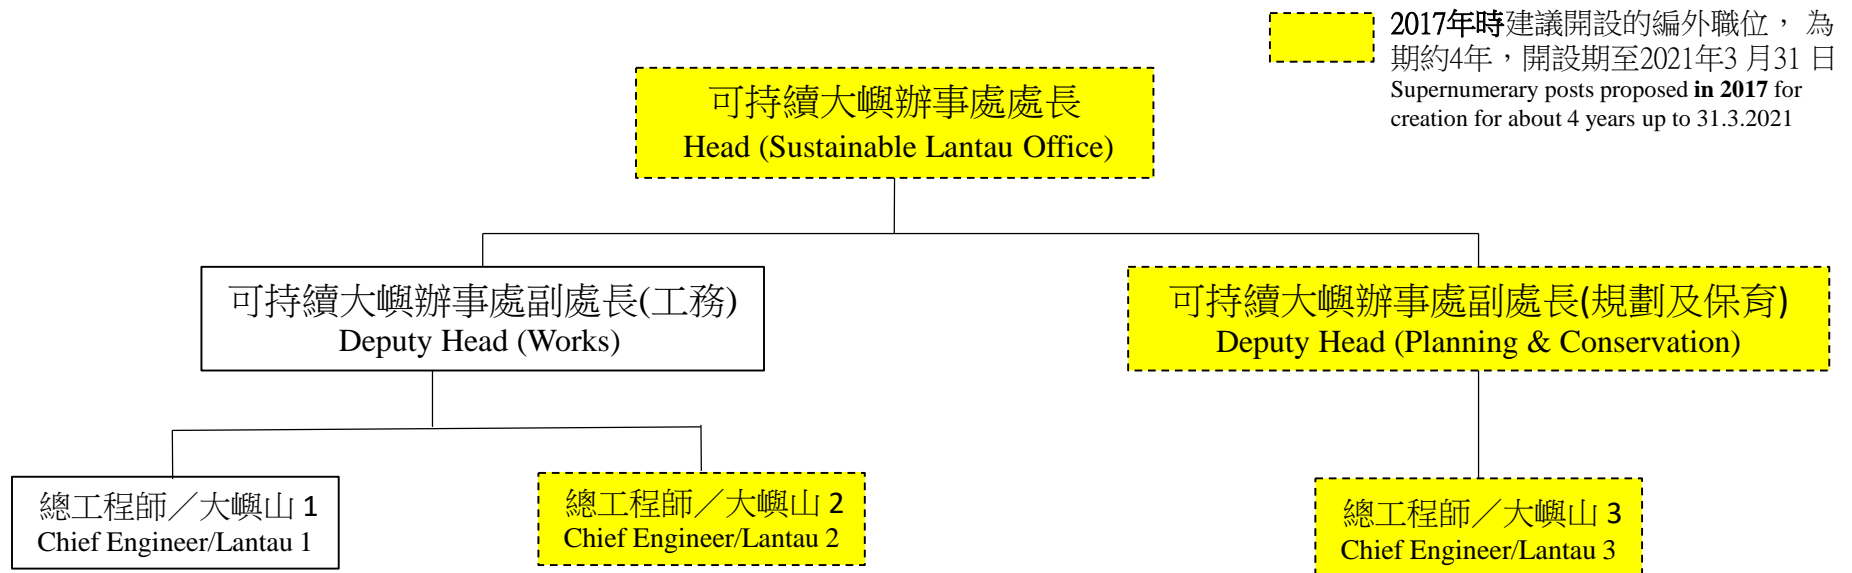 2017年時建議開設的編外職位， 為
期約4年，開設期至2021年3 月31 日
Supernumerary posts proposed in 2017 for
creation for about 4 years up to 31.3.2021
可持續大嶼辦事處處長
Head (Sustainable Lantau Office)
可持續大嶼辦事處副處長(工務)
Deputy Head (Works)
可持續大嶼辦事處副處長(規劃及保育)
Deputy Head (Planning & Conservation)
總工程師／大嶼山 1
Chief Engineer/Lantau 1
總工程師／大嶼山 2
Chief Engineer/Lantau 2
總工程師／大嶼山 3
Chief Engineer/Lantau 3